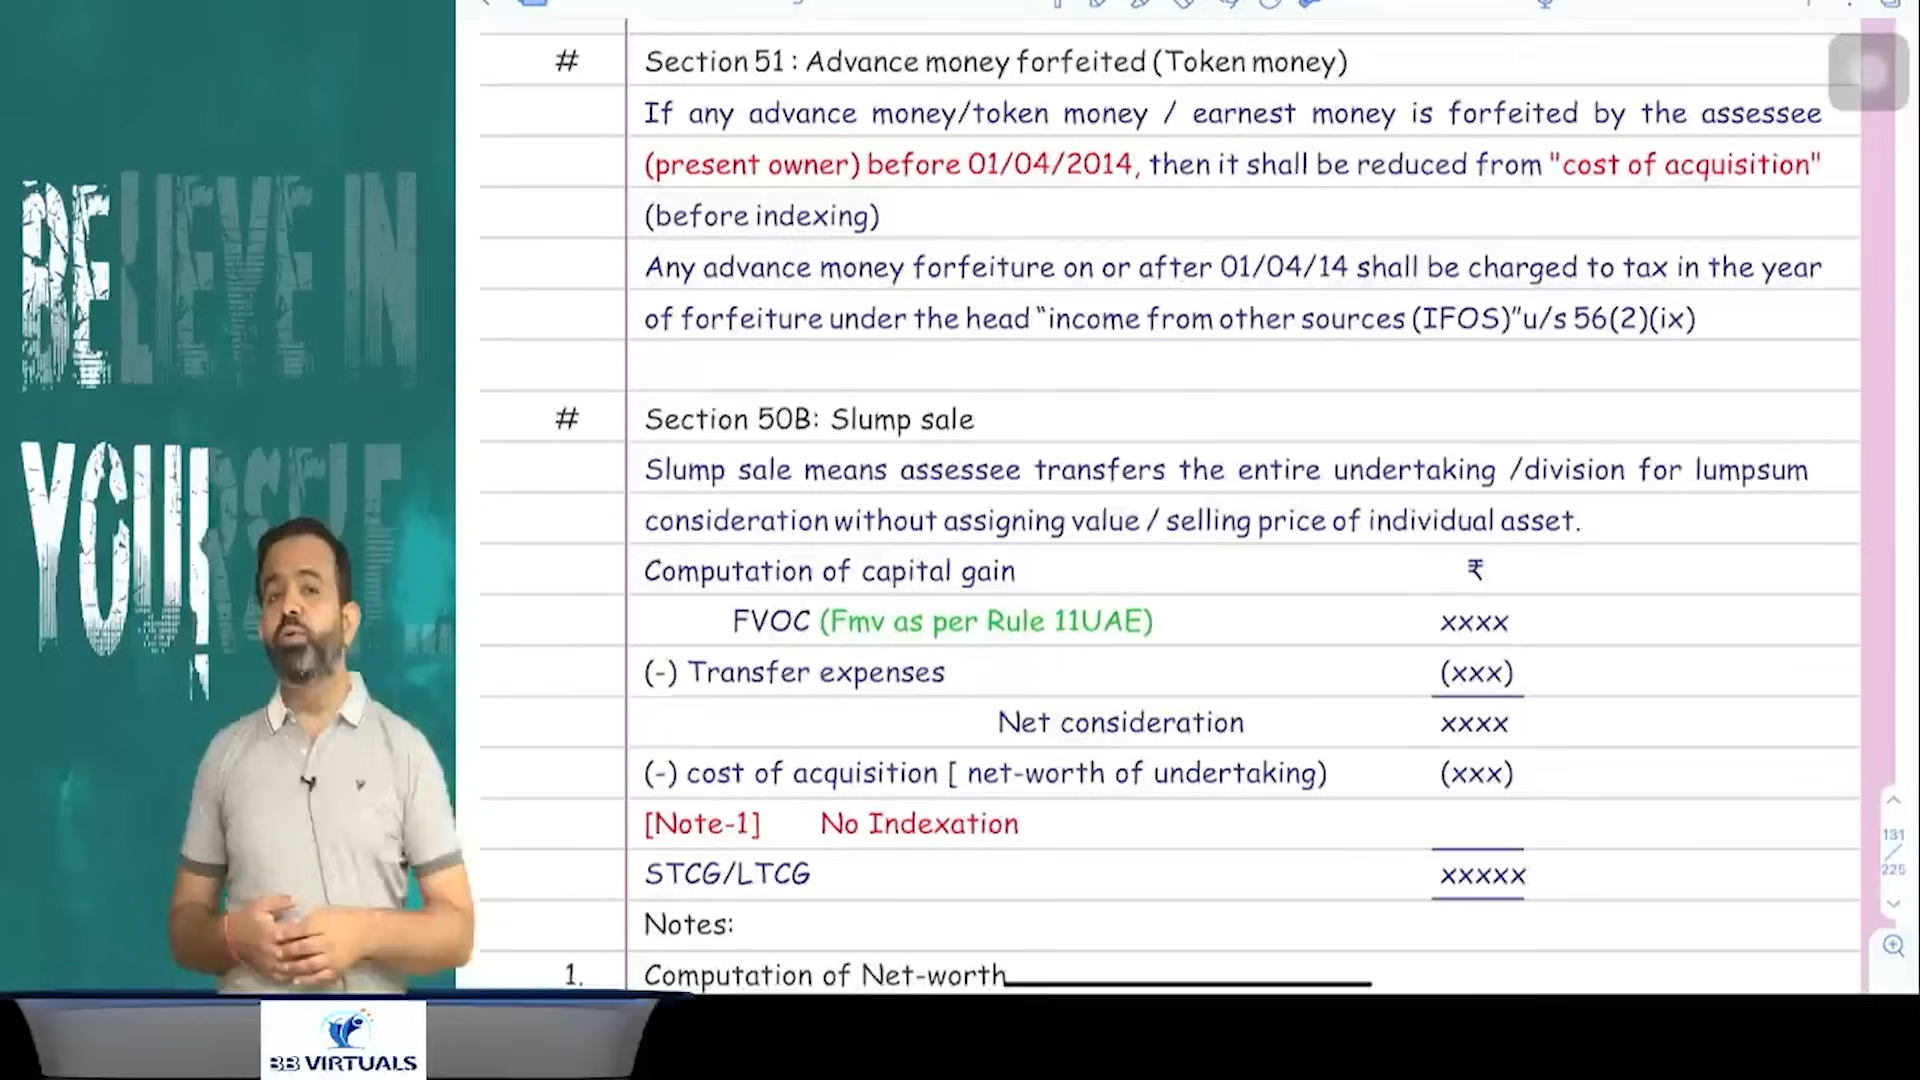 BELIEVE IN
YOURSELF
# Section 51 : Advance money forfeited (Token money)
If any advance money/token money / earnest money is forfeited by the assessee
(present owner) before 01/04/2014, then it shall be reduced from "cost of acquisition"
(before indexing)
Any advance money forfeiture on or after 01/04/14 shall be charged to tax in the year
of forfeiture under the head “income from other sources (IFOS)”u/s 56(2)(ix)
# Section 50B: Slump sale
Slump sale means assessee transfers the entire undertaking /division for lumpsum
consideration without assigning value / selling price of individual asset.
Computation of capital gain ₹
FVOC (Fmv as per Rule 11UAE) xxxx
(-) Transfer expenses (xxx)
Net consideration xxxx
(-) cost of acquisition [ net-worth of undertaking) (xxx)
[Note-1] No Indexation
STCG/LTCG xxxxx
Notes:
1. Computation of Net-worth
131
225
BB VIRTUALS